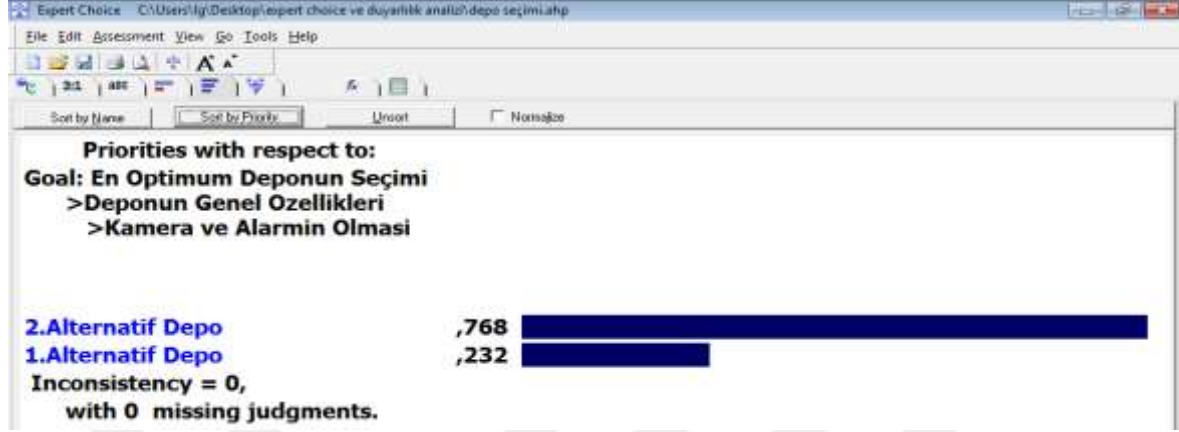 Expert Choice C:\Users\lg\Desktop\expert choice ve duyarlılık analizi\depo seçimi.ahp
File Edit Assessment View Go Tools Help
3:1 ABC
Sort by Name Sort by Priority Unsort Normalize
Priorities with respect to:
Goal: En Optimum Deponun Seçimi
>Deponun Genel Ozellikleri
>Kamera ve Alarmin Olmasi
2.Alternatif Depo ,768
1.Alternatif Depo ,232
Inconsistency = 0,
with 0 missing judgments.